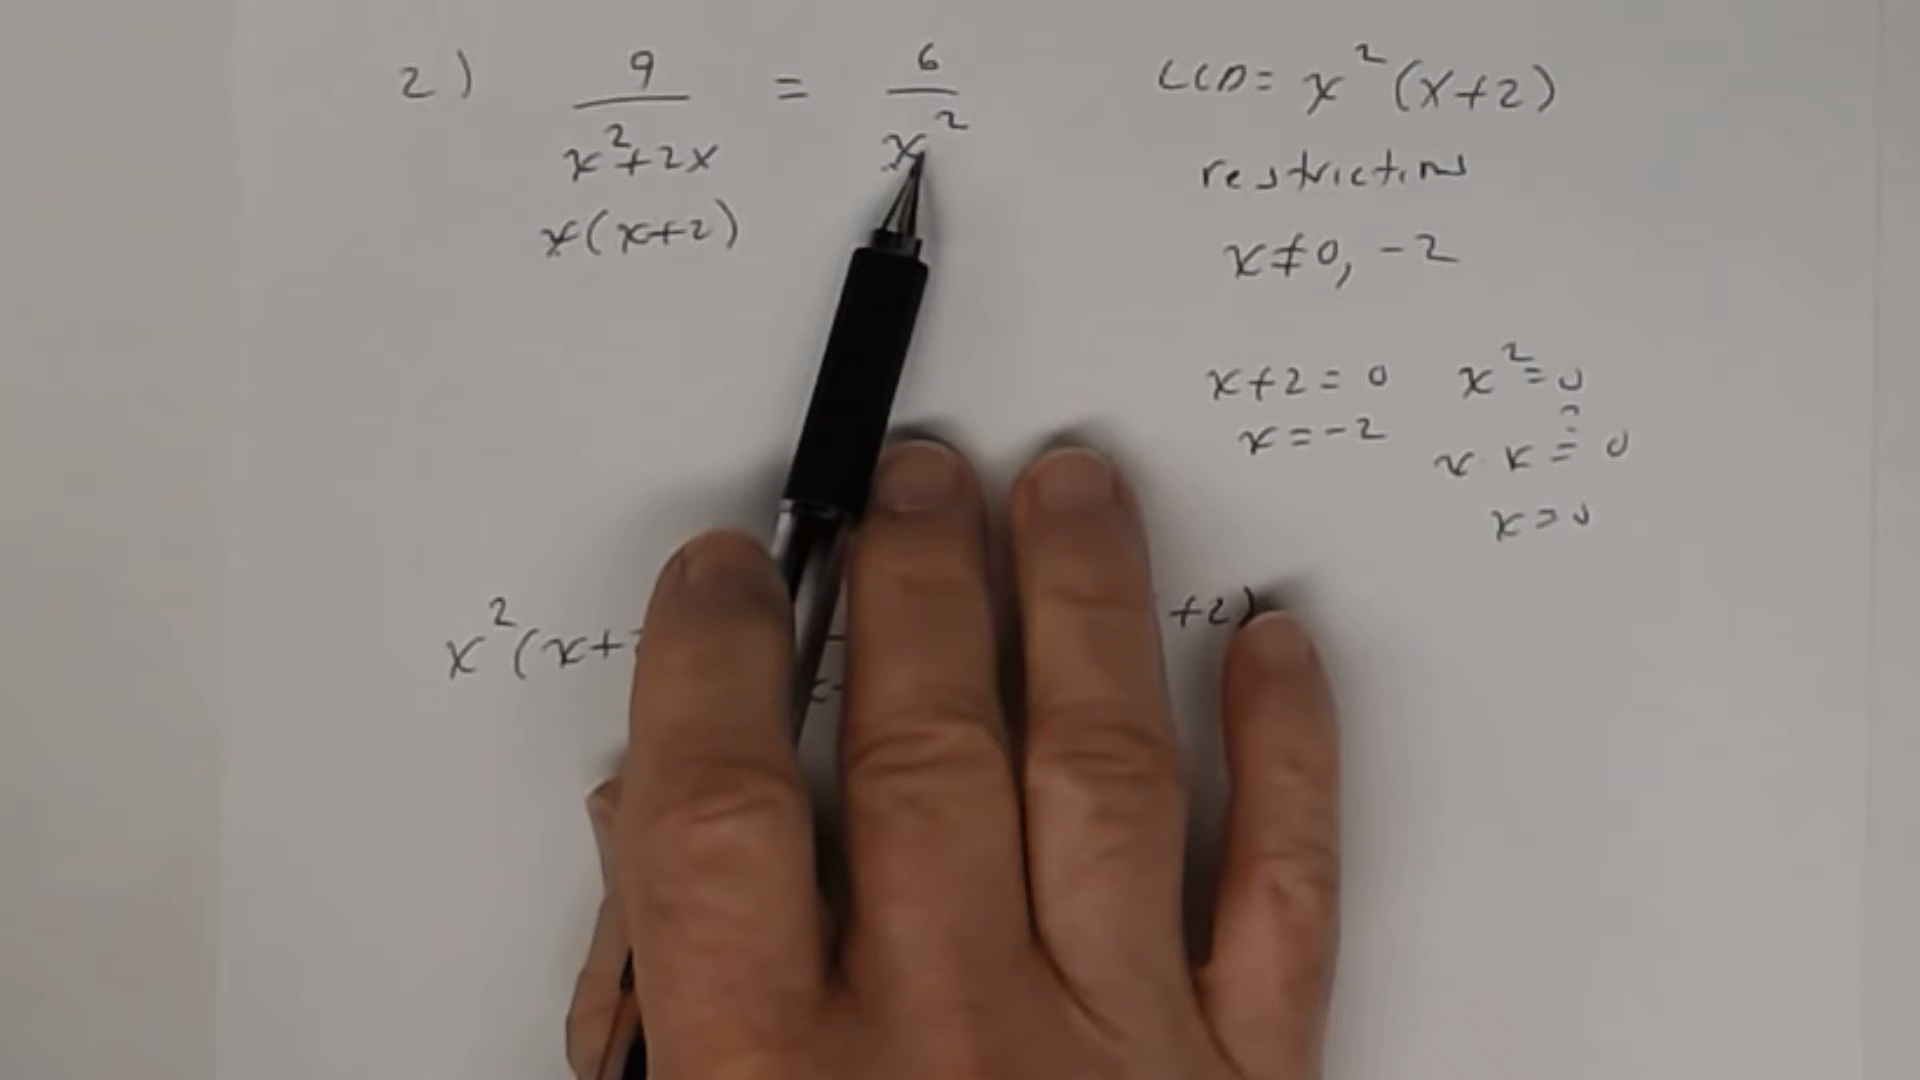 2) 9/(x²+2x) = 6/x²
x(x+2)
LCD= x²(x+2)
restrictions
x≠0, -2
x+2=0 x²=0
x=-2 x·x=0
x=0
x²(x+ +2)